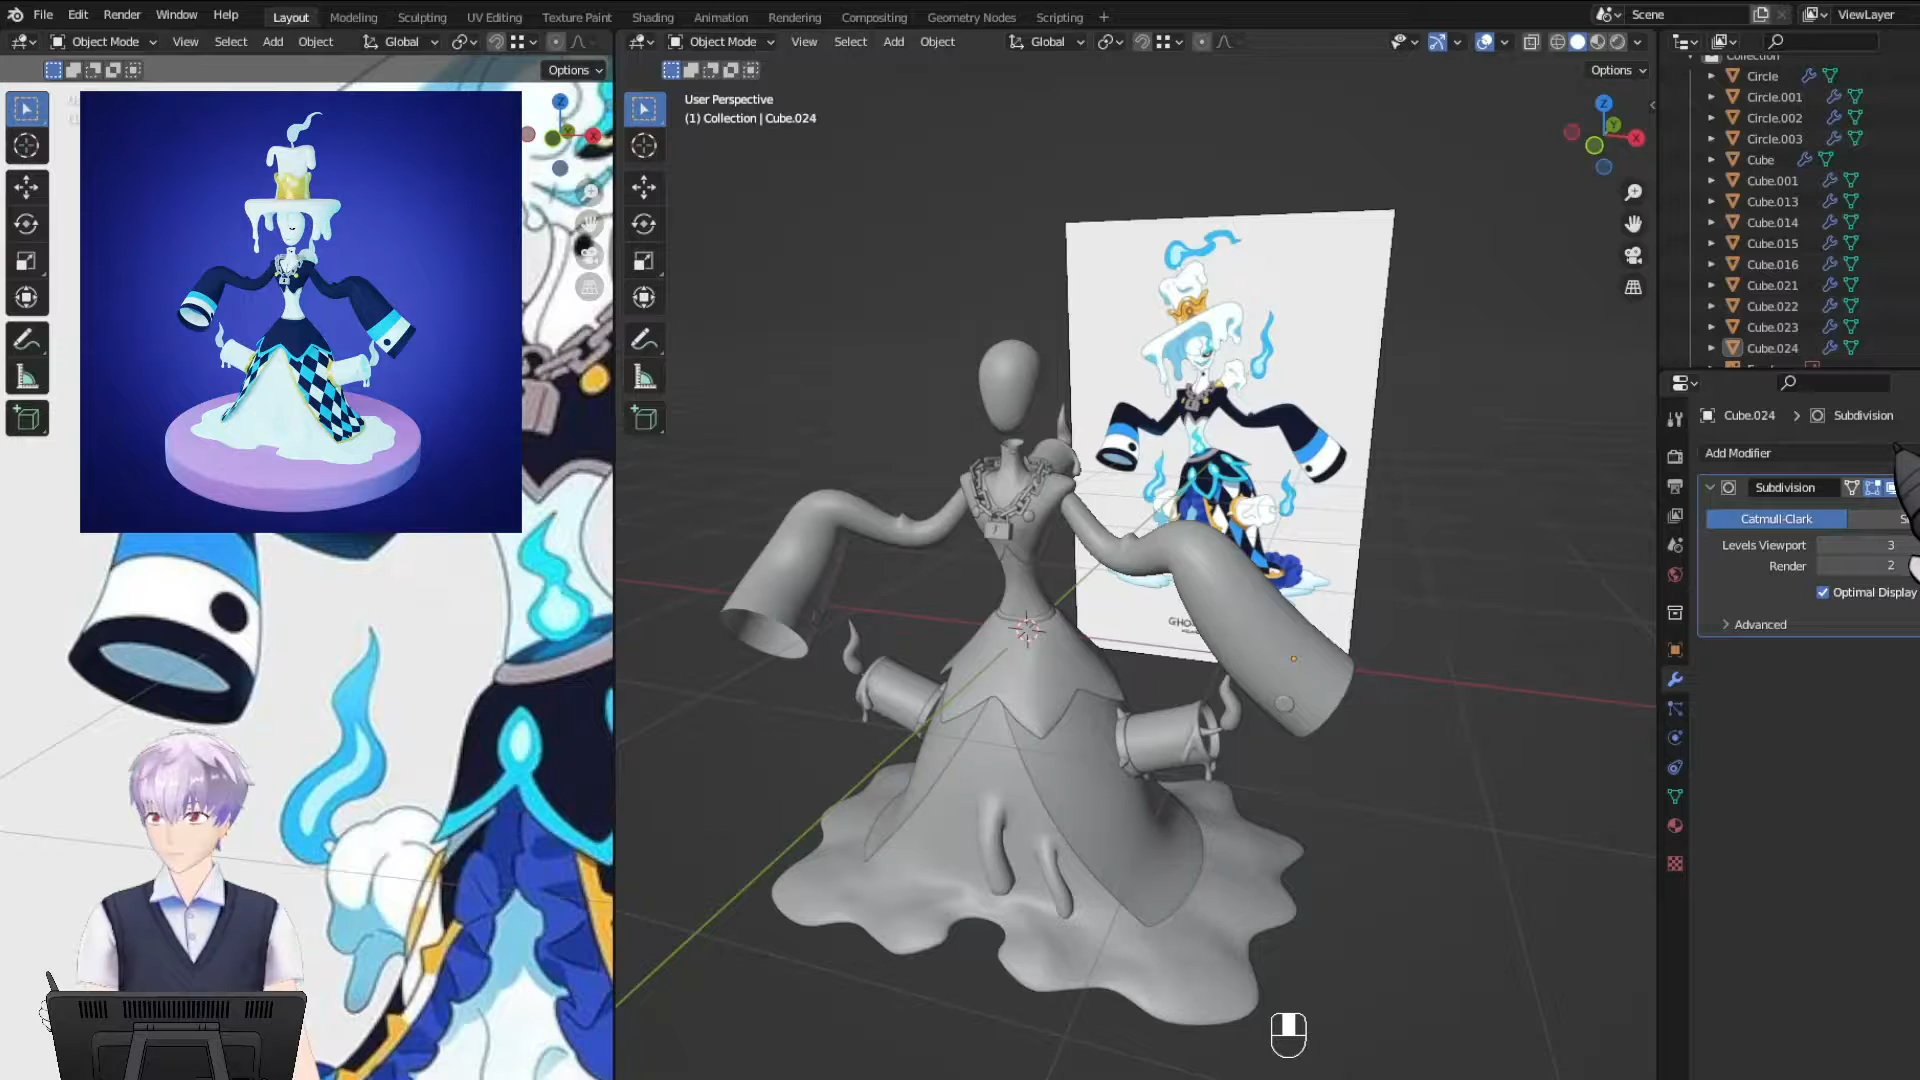 File Edit Render Window Help Layout Modeling Sculpting UV Editing Texture Paint Shading Animation Rendering Compositing Geometry Nodes Scripting + Scene ViewLayer
Object Mode View Select Add Object Global
Object Mode View Select Add Object Global
Options
Options
User Perspective
(1) Collection | Cube.024
Z
Y
X
Z
Y
X
Collection
Circle
Circle.001
Circle.002
Circle.003
Cube
Cube.001
Cube.013
Cube.014
Cube.015
Cube.016
Cube.021
Cube.022
Cube.023
Cube.024
Cube.024 > Subdivision
Add Modifier
Subdivision
Catmull-Clark
Levels Viewport 3
Render 2
Optimal Display
Advanced